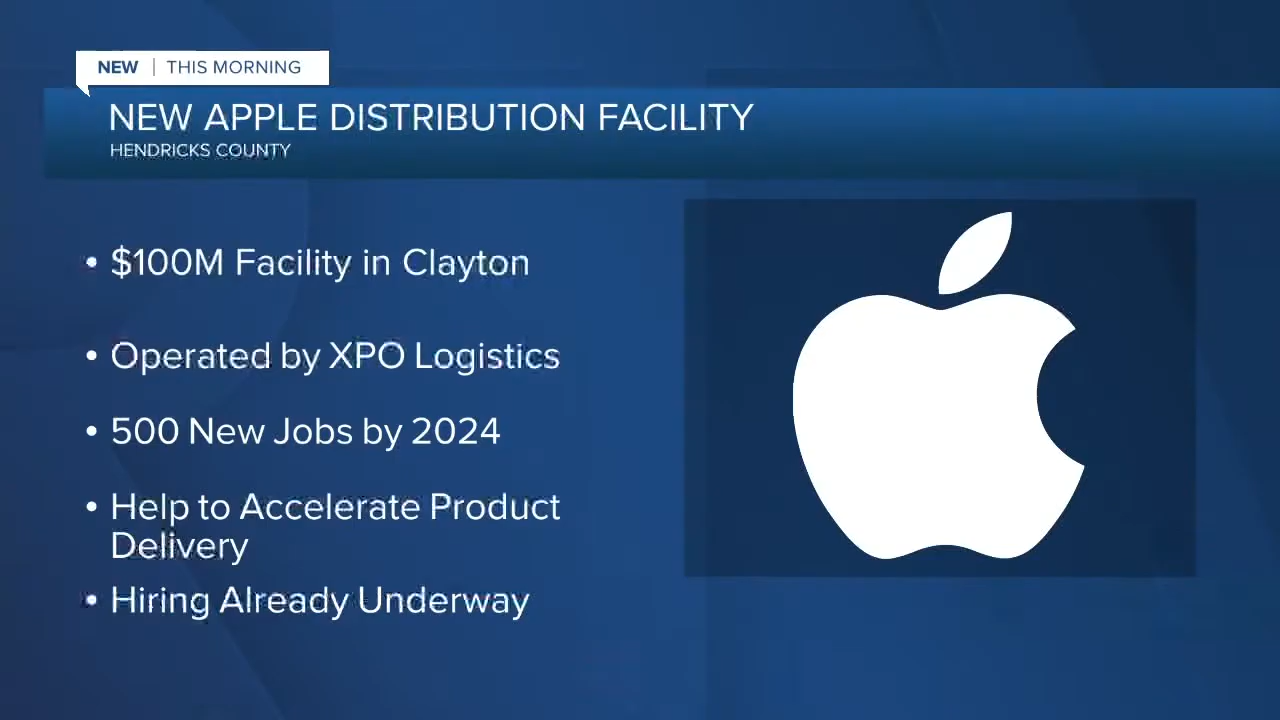 NEW | THIS MORNING
NEW APPLE DISTRIBUTION FACILITY
HENDRICKS COUNTY
• $100M Facility in Clayton
• Operated by XPO Logistics
• 500 New Jobs by 2024
• Help to Accelerate Product
Delivery
• Hiring Already Underway